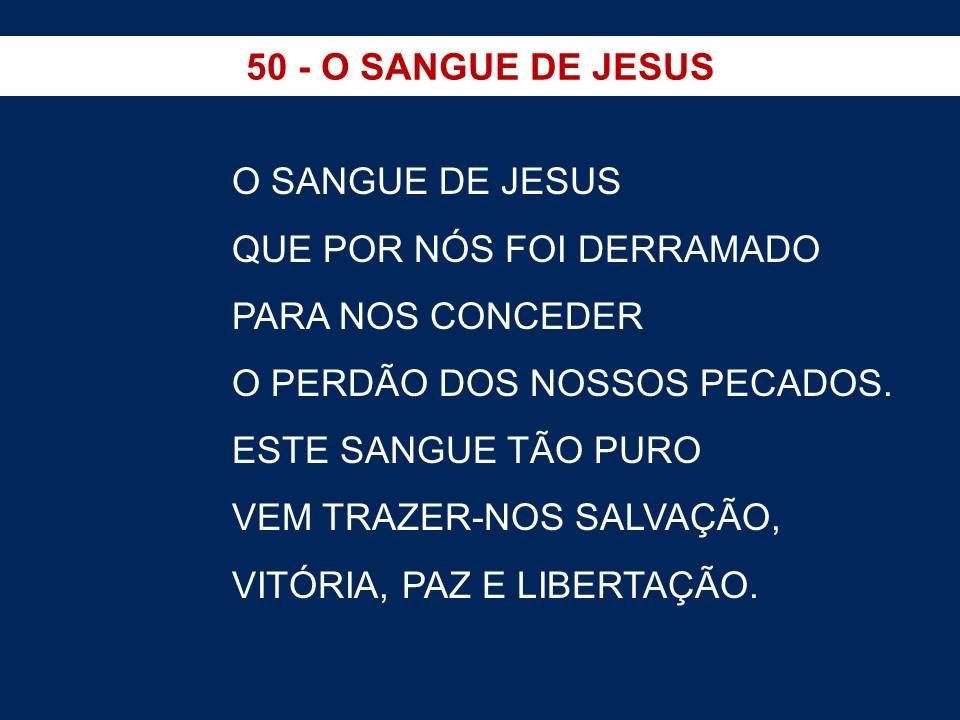 50 - O SANGUE DE JESUS
O SANGUE DE JESUS
QUE POR NÓS FOI DERRAMADO
PARA NOS CONCEDER
O PERDÃO DOS NOSSOS PECADOS.
ESTE SANGUE TÃO PURO
VEM TRAZER-NOS SALVAÇÃO,
VITÓRIA, PAZ E LIBERTAÇÃO.